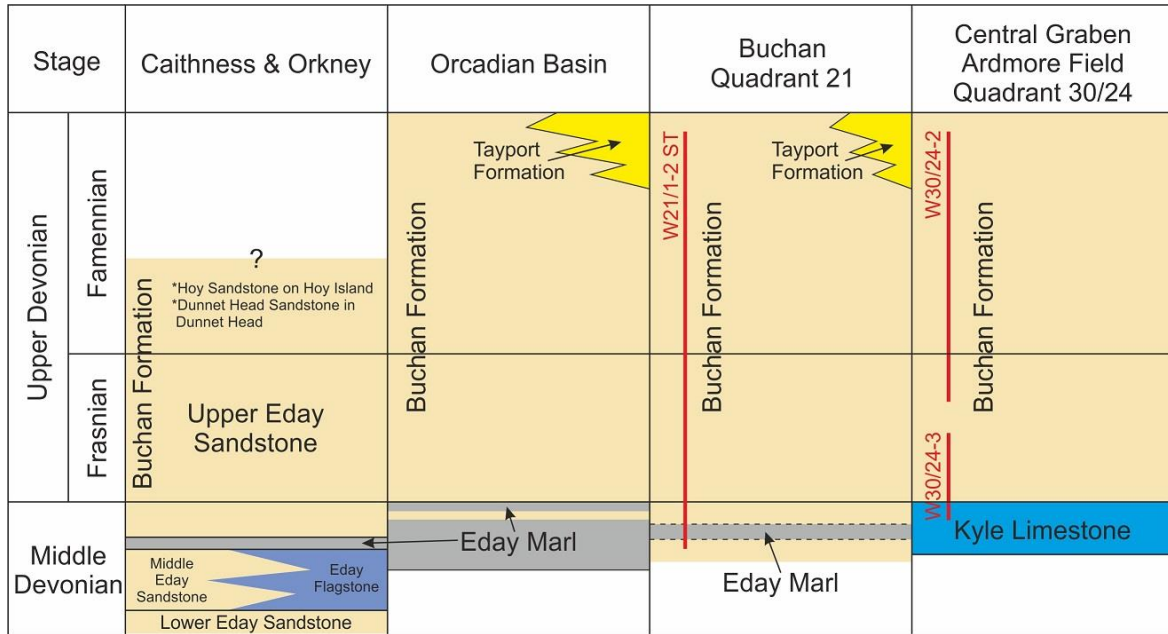 Stage
Caithness & Orkney
Orcadian Basin
Buchan
Quadrant 21
Central Graben
Ardmore Field
Quadrant 30/24
Upper Devonian
Famennian
Frasnian
Middle
Devonian
Buchan Formation
?
*Hoy Sandstone on Hoy Island
*Dunnet Head Sandstone in
Dunnet Head
Upper Eday
Sandstone
Middle
Eday
Sandstone
Eday
Flagstone
Lower Eday Sandstone
Buchan Formation
Tayport
Formation
Eday Marl
W21/1-2 ST
Buchan Formation
Tayport
Formation
Eday Marl
W30/24-2
W30/24-3
Buchan Formation
Kyle Limestone